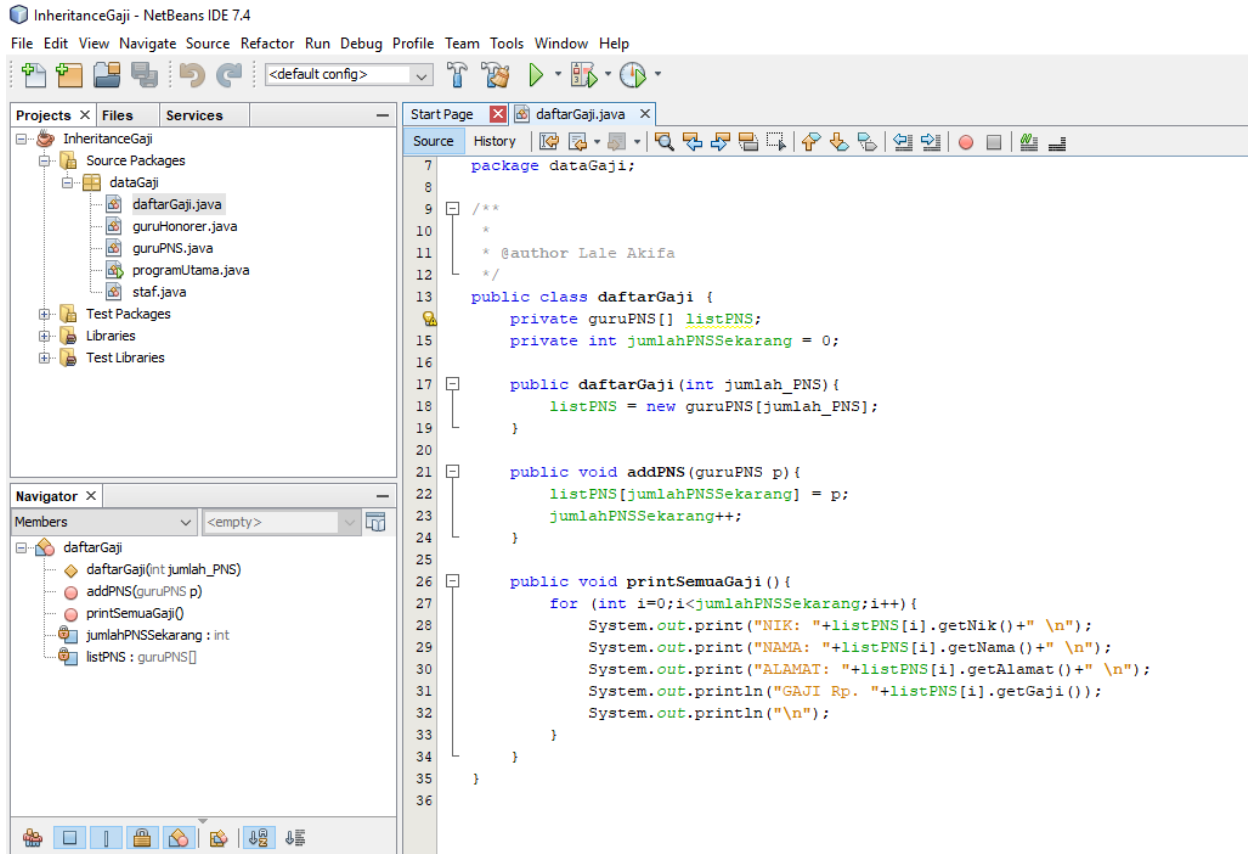 InheritanceGaji - NetBeans IDE 7.4
File Edit View Navigate Source Refactor Run Debug Profile Team Tools Window Help
<default config>
Projects Files Services
InheritanceGaji
Source Packages
dataGaji
daftarGaji.java
guruHonorer.java
guruPNS.java
programUtama.java
staf.java
Test Packages
Libraries
Test Libraries
Navigator
Members <empty>
daftarGaji
daftarGaji(int jumlah_PNS)
addPNS(guruPNS p)
printSemuaGaji()
jumlahPNSSekarang : int
listPNS : guruPNS[]
Start Page daftarGaji.java
Source History
7 package dataGaji;
8
9 /**
10 *
11 * @author Lale Akifa
12 */
13 public class daftarGaji {
private guruPNS[] listPNS;
15 private int jumlahPNSSekarang = 0;
16
17 public daftarGaji(int jumlah_PNS){
18 listPNS = new guruPNS[jumlah_PNS];
19 }
20
21 public void addPNS(guruPNS p){
22 listPNS[jumlahPNSSekarang] = p;
23 jumlahPNSSekarang++;
24 }
25
26 public void printSemuaGaji(){
27 for (int i=0;i<jumlahPNSSekarang;i++){
28 System.out.print("NIK: "+listPNS[i].getNik()+" \n");
29 System.out.print("NAMA: "+listPNS[i].getNama()+" \n");
30 System.out.print("ALAMAT: "+listPNS[i].getAlamat()+" \n");
31 System.out.println("GAJI Rp. "+listPNS[i].getGaji());
32 System.out.println("\n");
33 }
34 }
35 }
36